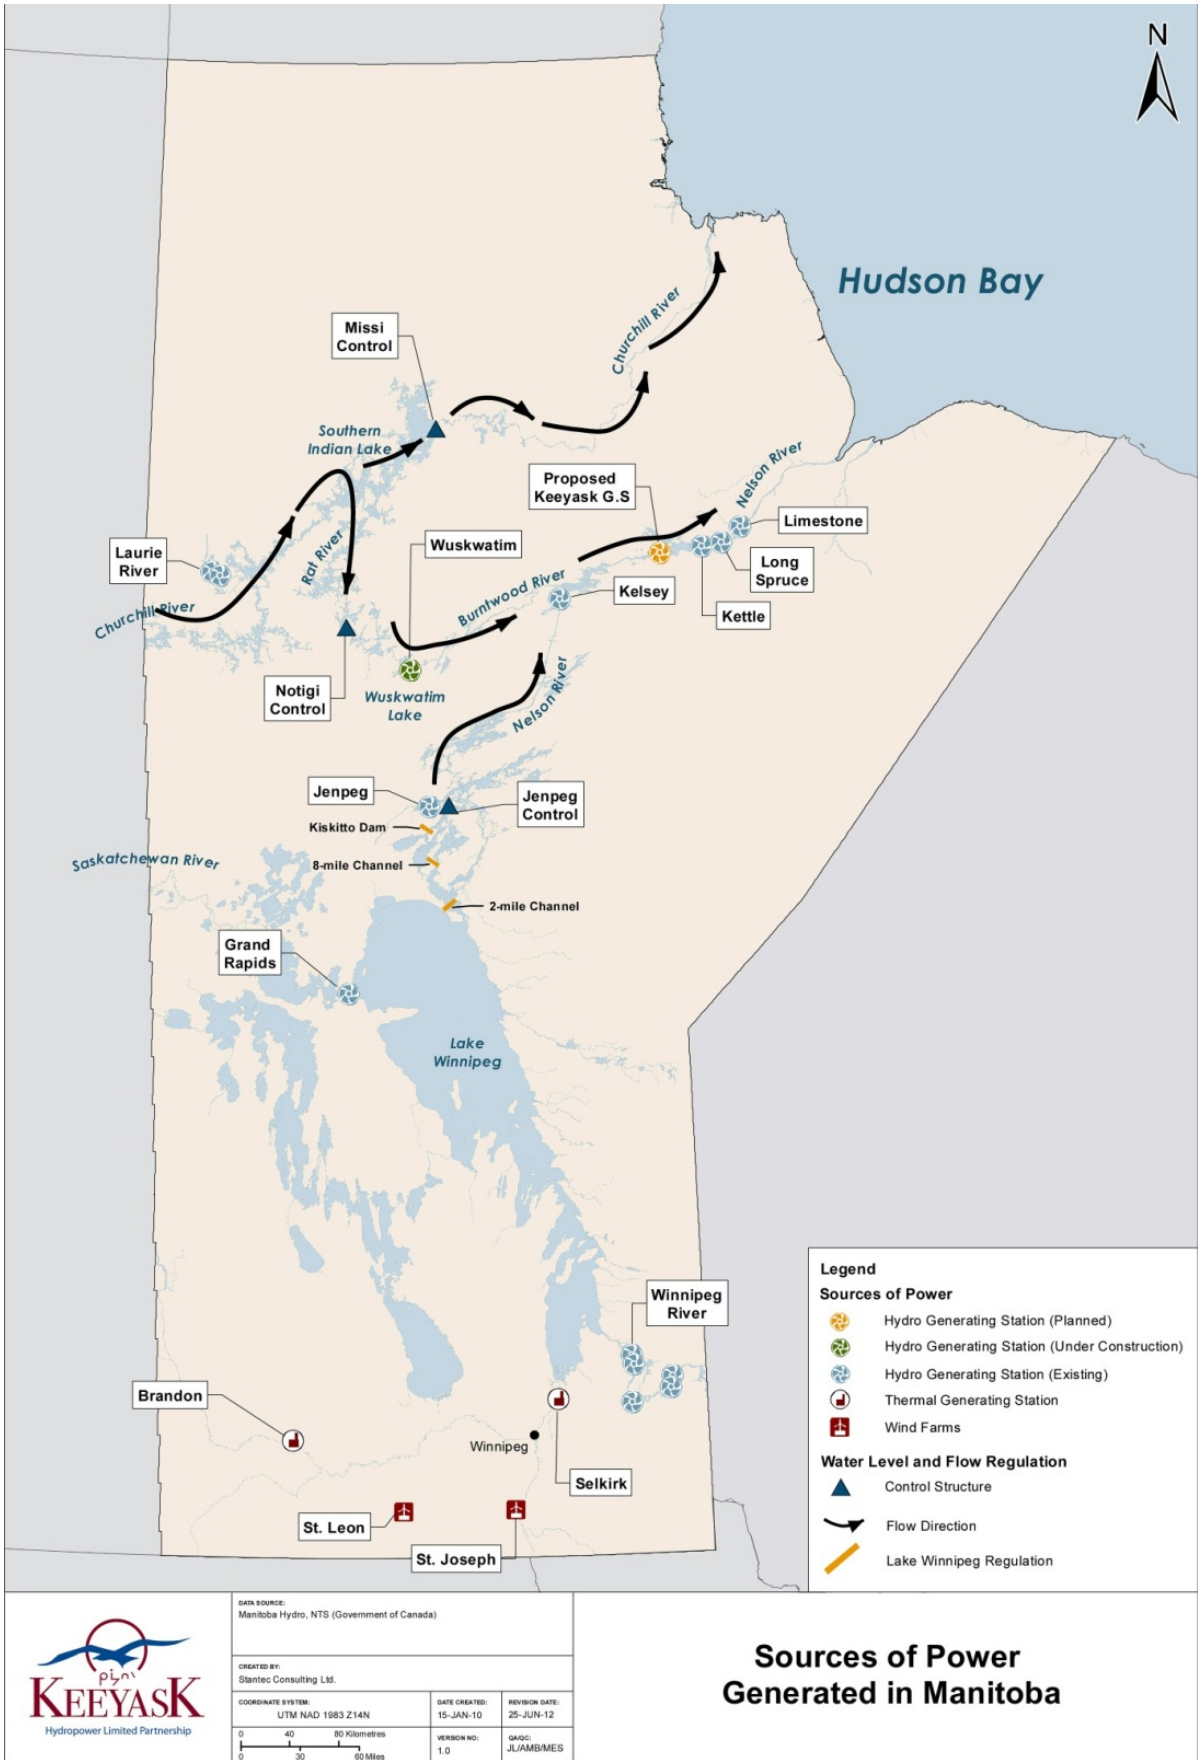 N
Hudson Bay
Churchill River
Missi
Control
Southern
Indian Lake
Nelson River
Proposed
Keeyask G.S
Limestone
Wuskwatim
Laurie
River
Rat River
Long
Spruce
Burntwood River
Kelsey
Kettle
Churchill River
Notigi
Control
Wuskwatim
Lake
Nelson River
Jenpeg
Jenpeg
Control
Kiskitto Dam
Saskatchewan River
8-mile Channel
2-mile Channel
Grand
Rapids
Lake
Winnipeg
Winnipeg
River
Brandon
Winnipeg
Selkirk
St. Leon
St. Joseph
Legend
Sources of Power
Hydro Generating Station (Planned)
Hydro Generating Station (Under Construction)
Hydro Generating Station (Existing)
Thermal Generating Station
Wind Farms
Water Level and Flow Regulation
Control Structure
Flow Direction
Lake Winnipeg Regulation
KEEYASK
Hydropower Limited Partnership
DATA SOURCE:
Manitoba Hydro, NTS (Government of Canada)
CREATED BY:
Stantec Consulting Ltd.
COORDINATE SYSTEM:
UTM NAD 1983 Z14N
DATE CREATED:
15-JAN-10
REVISION DATE:
25-JUN-12
0 40 80 Kilometres
0 30 60 Miles
VERSION NO:
1.0
QA/QC:
JL/AMB/MES
Sources of Power
Generated in Manitoba